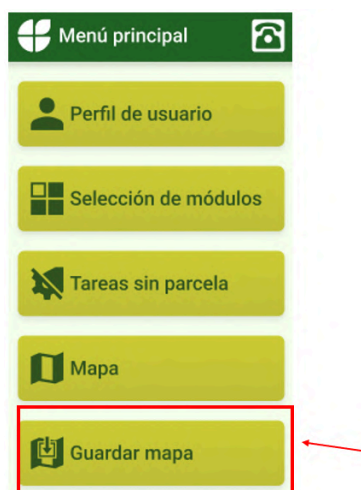 Menú principal
Perfil de usuario
Selección de módulos
Tareas sin parcela
Mapa
Guardar mapa